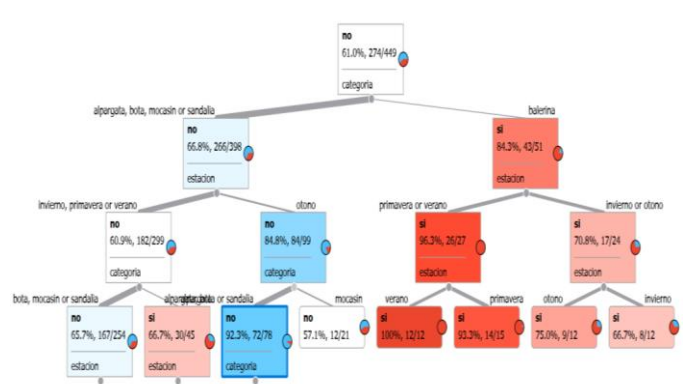 no
61.0%, 274/449
categoria
alpargata, bota, mocasin or sandalia
balerina
no
66.8%, 266/398
estacion
si
84.3%, 43/51
estacion
invierno, primavera or verano
otono
primavera or verano
invierno or otono
no
60.9%, 182/299
categoria
no
84.8%, 84/99
categoria
si
96.3%, 26/27
estacion
si
70.8%, 17/24
estacion
bota, mocasin or sandalia
or sandalia
mocasin
verano
primavera
otono
invierno
no
65.7%, 167/254
estacion
si
66.7%, 30/45
estacion
no
92.3%, 72/78
categoria
no
57.1%, 12/21
si
100%, 12/12
si
93.3%, 14/15
si
75.0%, 9/12
si
66.7%, 8/12